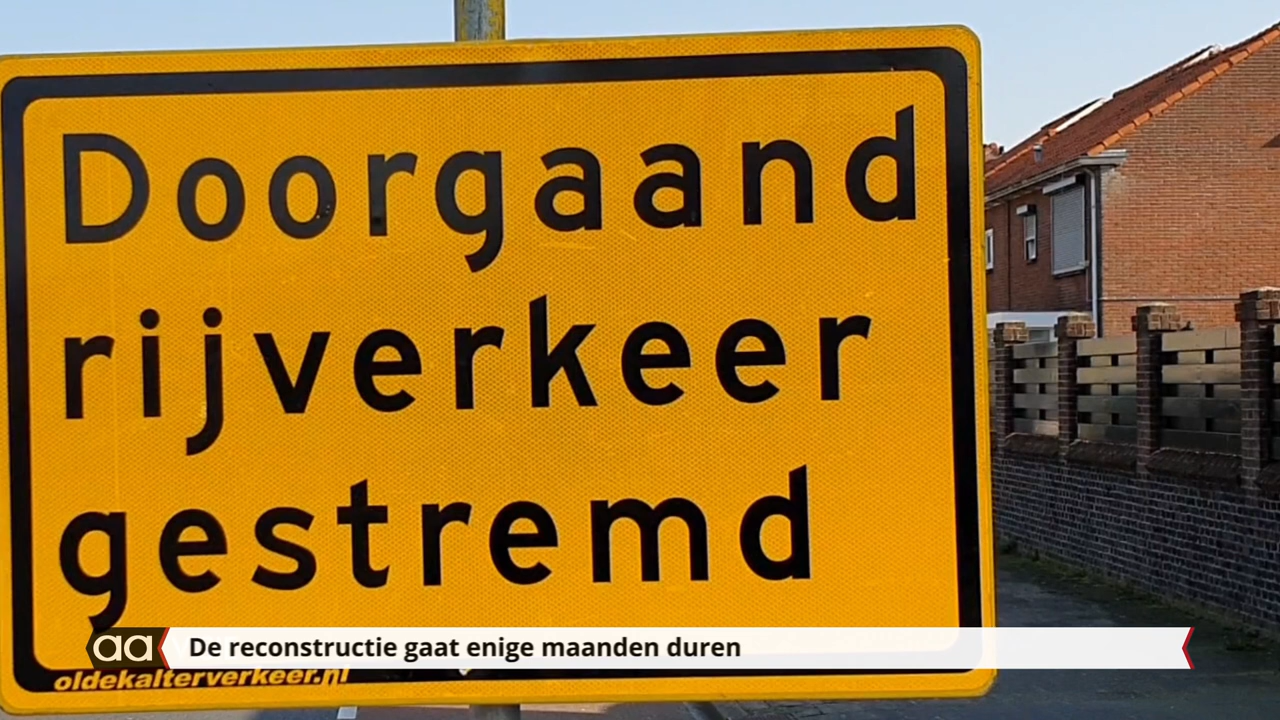 Doorgaand
rijverkeer
gestremd
aa De reconstructie gaat enige maanden duren
oldekalterverkeer.nl